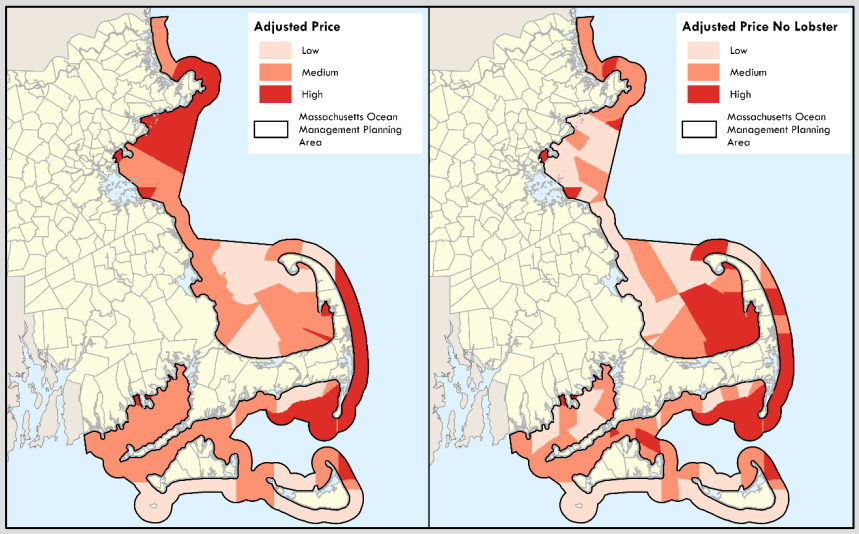 Adjusted Price
Low
Medium
High
Massachusetts Ocean
Management Planning
Area
Adjusted Price No Lobster
Low
Medium
High
Massachusetts Ocean
Management Planning
Area